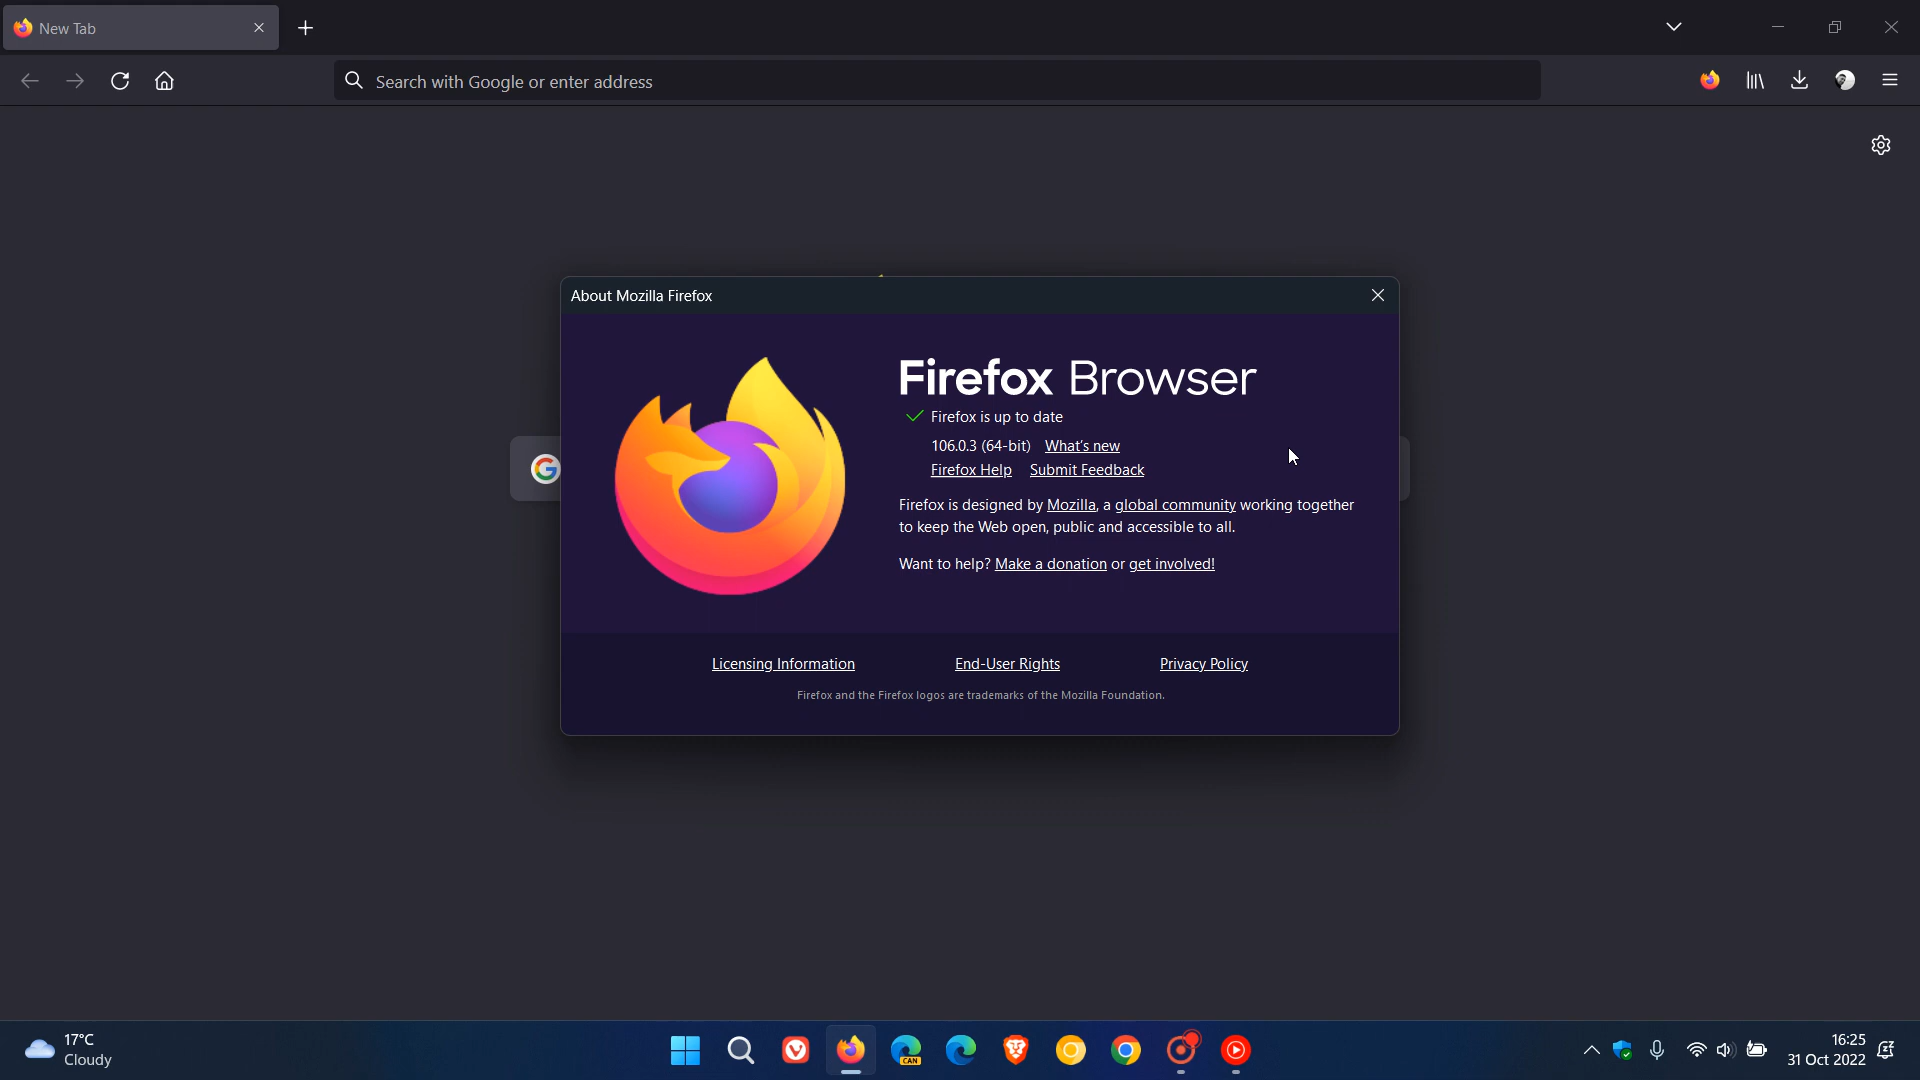 New Tab
Search with Google or enter address
About Mozilla Firefox
Firefox Browser
Firefox is up to date
106.0.3 (64-bit) What's new
Firefox Help Submit Feedback
Firefox is designed by Mozilla, a global community working together
to keep the Web open, public and accessible to all.
Want to help? Make a donation or get involved!
Licensing Information End-User Rights Privacy Policy
Firefox and the Firefox logos are trademarks of the Mozilla Foundation.
17°C
Cloudy
CAN
16:25
31 Oct 2022